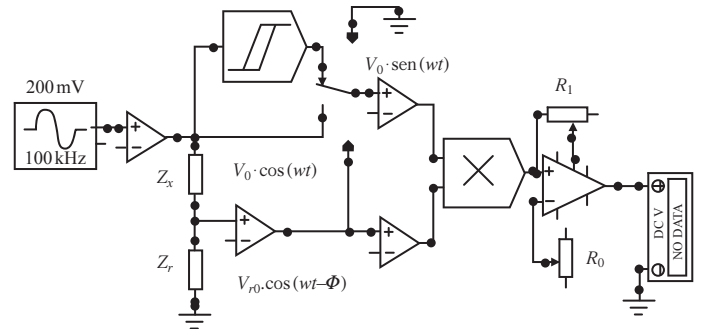 200 mV
100 kHz
V₀·sen(wt)
R₁
Zₓ
V₀·cos(wt)
Zᵣ
Vᵣ₀.cos(wt–Φ)
R₀
DC V
NO DATA